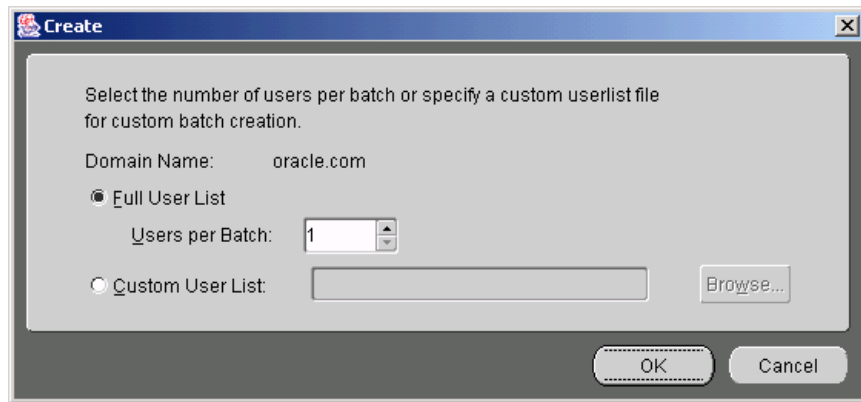 Create
Select the number of users per batch or specify a custom userlist file
for custom batch creation.
Domain Name: oracle.com
Full User List
Users per Batch: 1
Custom User List: Browse...
OK Cancel